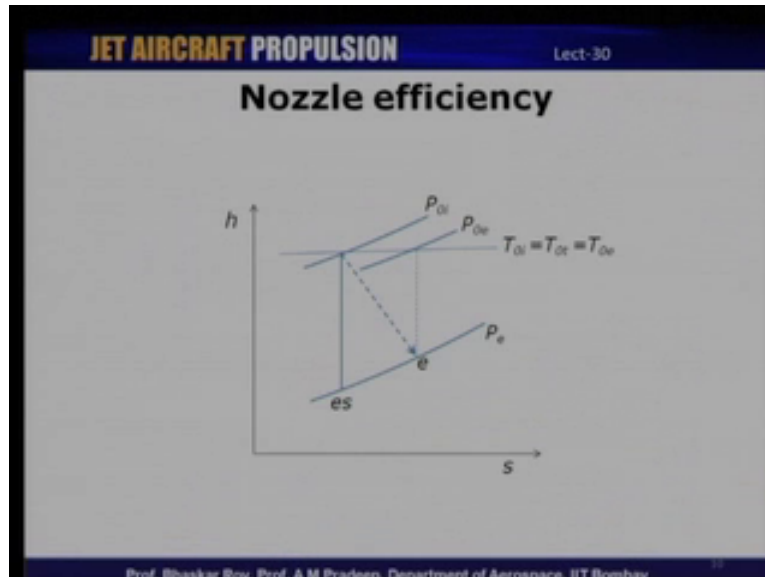 JET AIRCRAFT PROPULSION Lect-30
Nozzle efficiency
h
P0i
P0e
T0i=T0t=T0e
Pe
e
es
s
Prof. Bhaskar Roy, Prof. A M Pradeep, Department of Aerospace, IIT Bombay